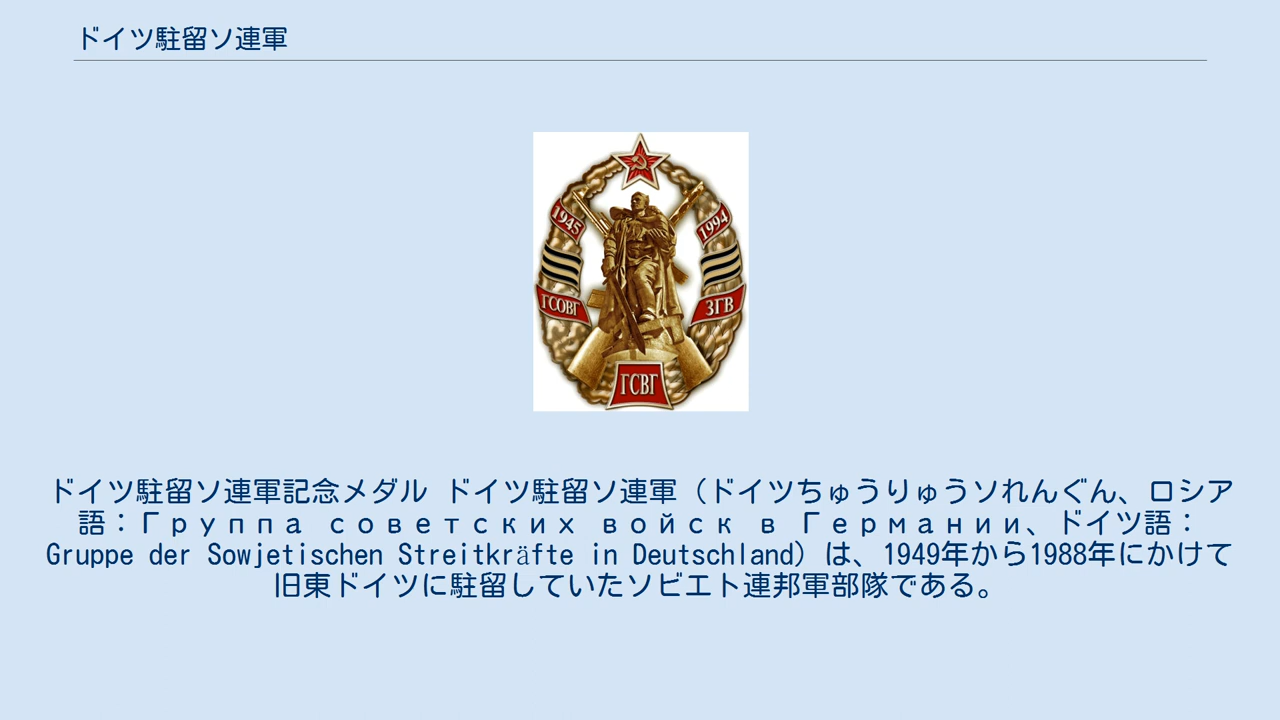 ドイツ駐留ソ連軍
1945
1994
ГСОВГ
ЗГВ
ГСВГ
ドイツ駐留ソ連軍記念メダル ドイツ駐留ソ連軍（ドイツちゅうりゅうソれんぐん、ロシア
語：Группа советских войск в Германии、ドイツ語：
Gruppe der Sowjetischen Streitkräfte in Deutschland）は、1949年から1988年にかけて
旧東ドイツに駐留していたソビエト連邦軍部隊である。